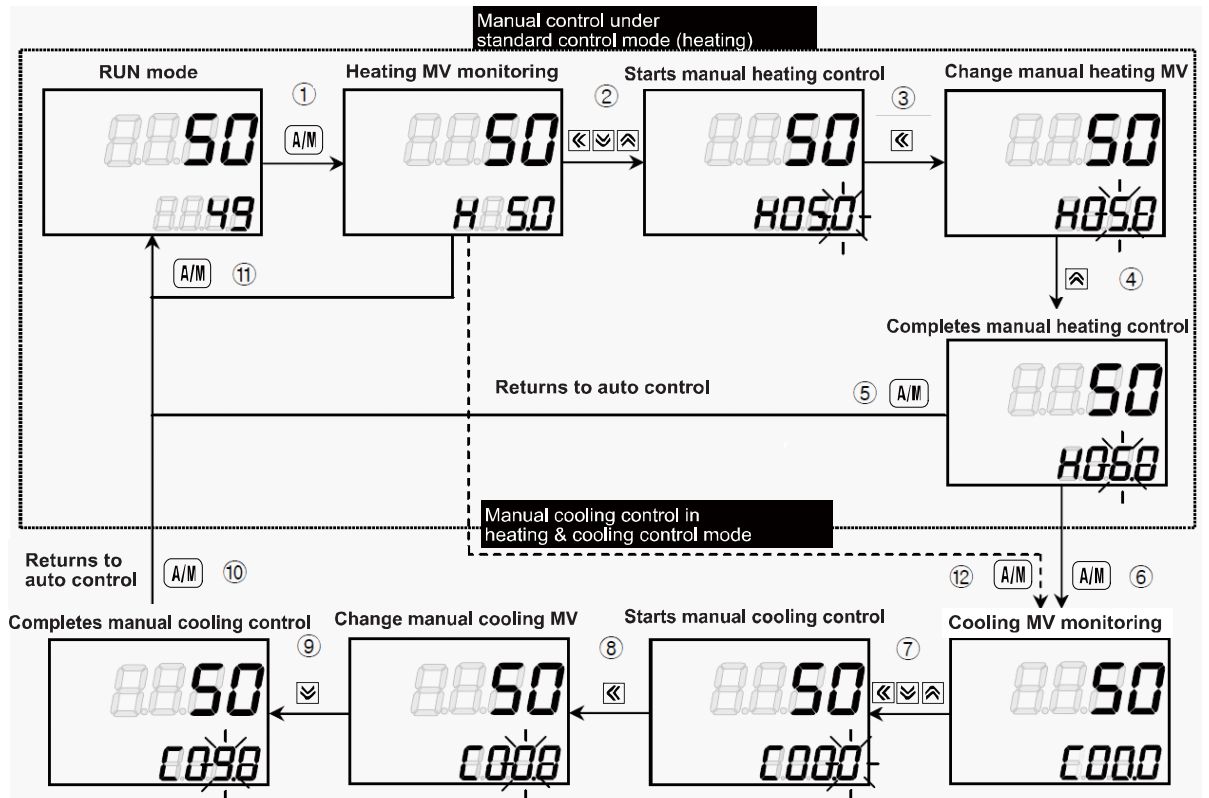 Manual control under
standard control mode (heating)
RUN mode
Heating MV monitoring
Starts manual heating control
Change manual heating MV
① A/M
②
③
50
49
50
H 5.0
50
H05.0
50
H05.0
A/M ⑪
④
Completes manual heating control
50
H06.0
Returns to auto control
⑤ A/M
Manual cooling control in
heating & cooling control mode
Returns to
auto control
A/M ⑩
⑫ A/M
A/M ⑥
Completes manual cooling control
⑨
Change manual cooling MV
⑧
Starts manual cooling control
⑦
Cooling MV monitoring
50
C09.0
50
C00.0
50
C00.0
50
C00.0